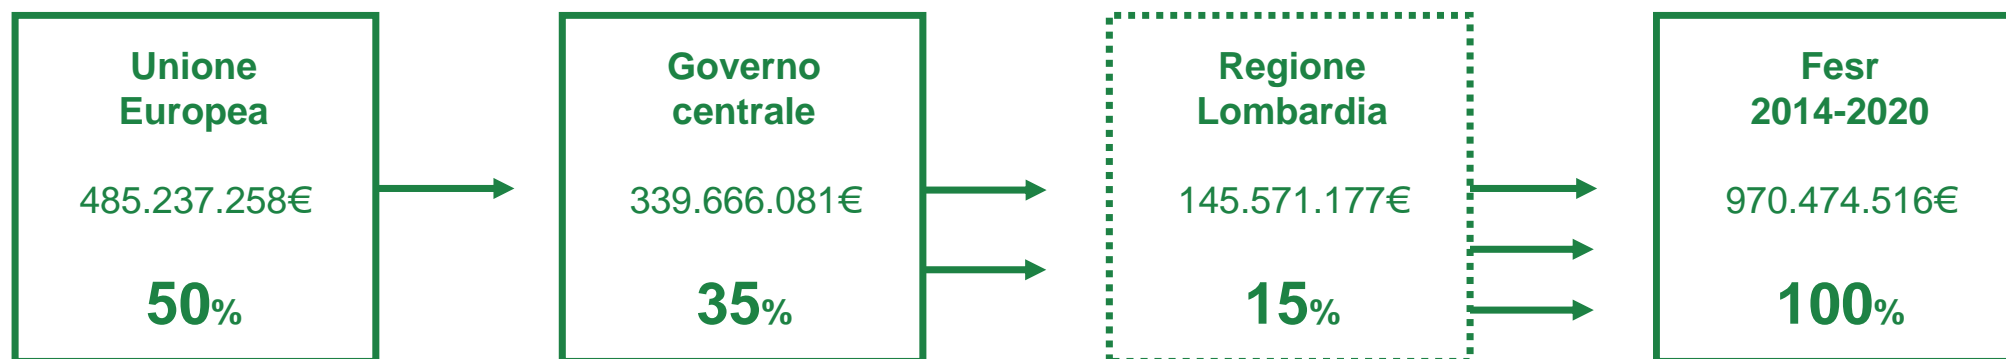 Unione
Europea
485.237.258€
50%
Governo
centrale
339.666.081€
35%
Regione
Lombardia
145.571.177€
15%
Fesr
2014-2020
970.474.516€
100%